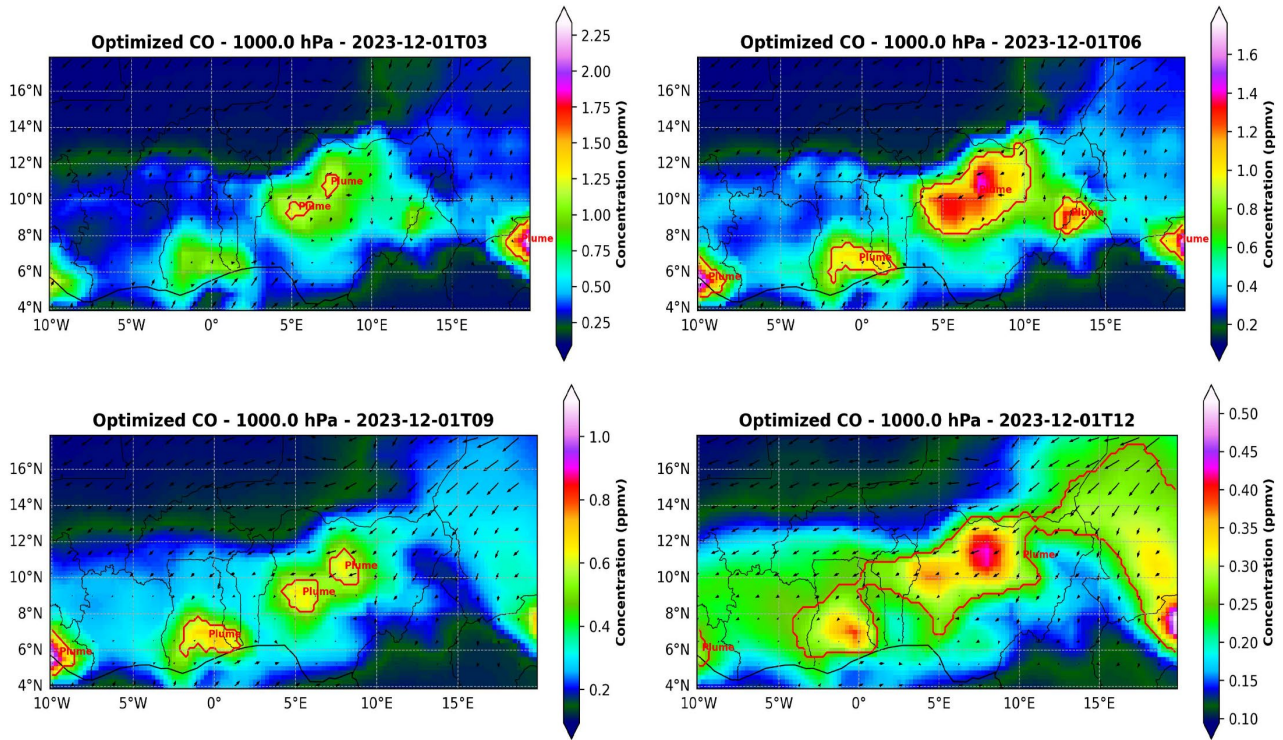 Optimized CO - 1000.0 hPa - 2023-12-01T03
16°N
14°N
12°N
10°N
8°N
6°N
4°N
10°W 5°W 0° 5°E 10°E 15°E
Plume
Plume
Plume
2.25
2.00
1.75
1.50
1.25
1.00
0.75
0.50
0.25
Concentration (ppmv)
Optimized CO - 1000.0 hPa - 2023-12-01T06
16°N
14°N
12°N
10°N
8°N
6°N
4°N
10°W 5°W 0° 5°E 10°E 15°E
Plume
Plume
Plume
Plume
Plume
1.6
1.4
1.2
1.0
0.8
0.6
0.4
0.2
Concentration (ppmv)
Optimized CO - 1000.0 hPa - 2023-12-01T09
16°N
14°N
12°N
10°N
8°N
6°N
4°N
10°W 5°W 0° 5°E 10°E 15°E
Plume
Plume
Plume
Plume
1.0
0.8
0.6
0.4
0.2
Concentration (ppmv)
Optimized CO - 1000.0 hPa - 2023-12-01T12
16°N
14°N
12°N
10°N
8°N
6°N
4°N
10°W 5°W 0° 5°E 10°E 15°E
Plume
Plume
0.50
0.45
0.40
0.35
0.30
0.25
0.20
0.15
0.10
Concentration (ppmv)